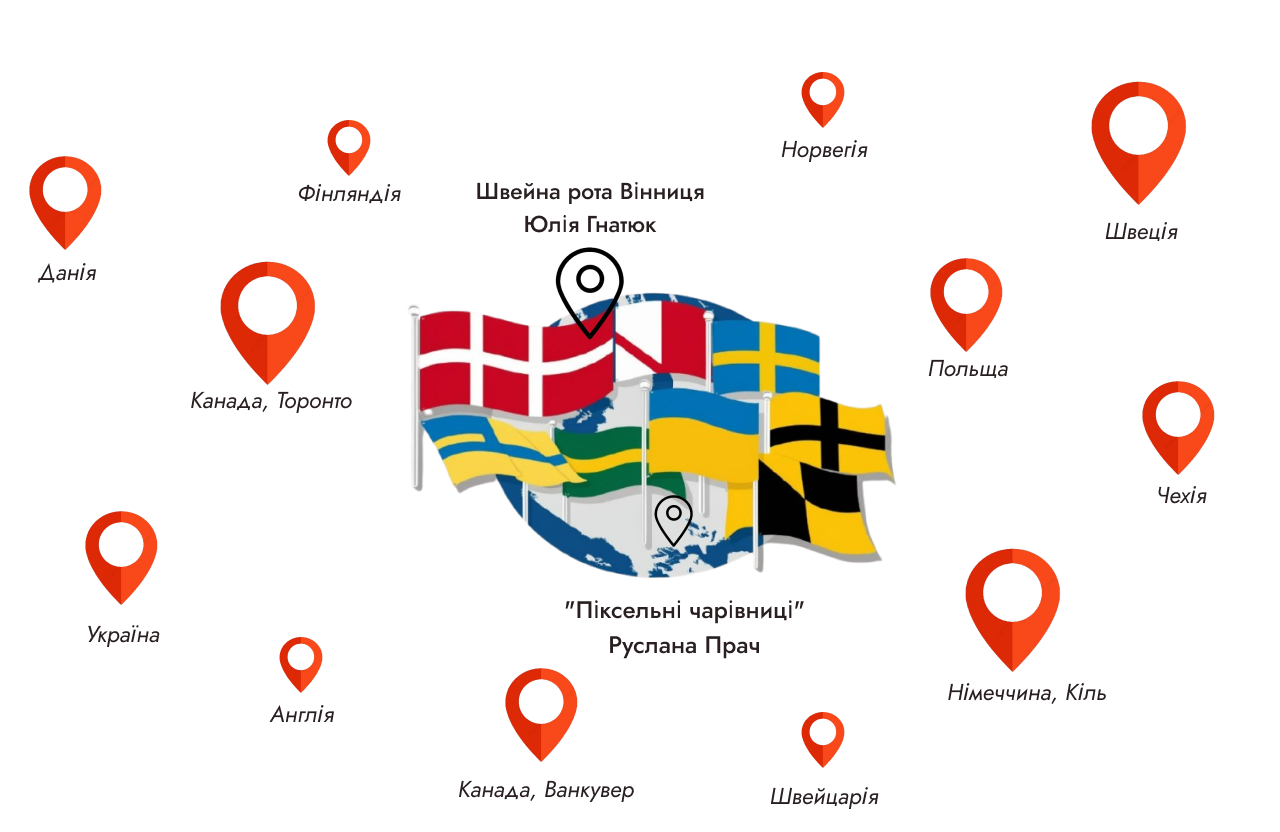 Норвегія
Фінляндія
Швейна рота Вінниця
Юлія Гнатюк
Швеція
Данія
Канада, Торонто
Польща
Чехія
Україна
"Піксельні чарівниці"
Руслана Прач
Англія
Німеччина, Кіль
Канада, Ванкувер
Швейцарія